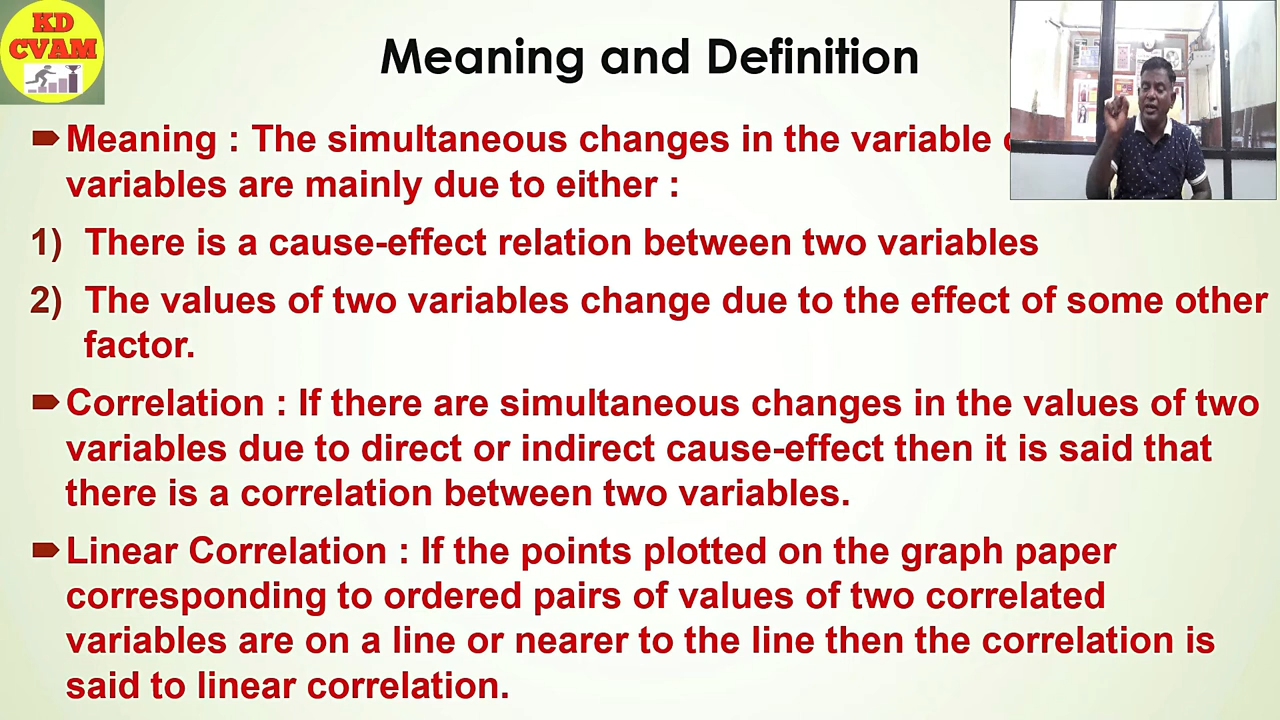 KD
CVAM
Meaning and Definition
Meaning : The simultaneous changes in the variable
variables are mainly due to either :
1) There is a cause-effect relation between two variables
2) The values of two variables change due to the effect of some other
factor.
Correlation : If there are simultaneous changes in the values of two
variables due to direct or indirect cause-effect then it is said that
there is a correlation between two variables.
Linear Correlation : If the points plotted on the graph paper
corresponding to ordered pairs of values of two correlated
variables are on a line or nearer to the line then the correlation is
said to linear correlation.